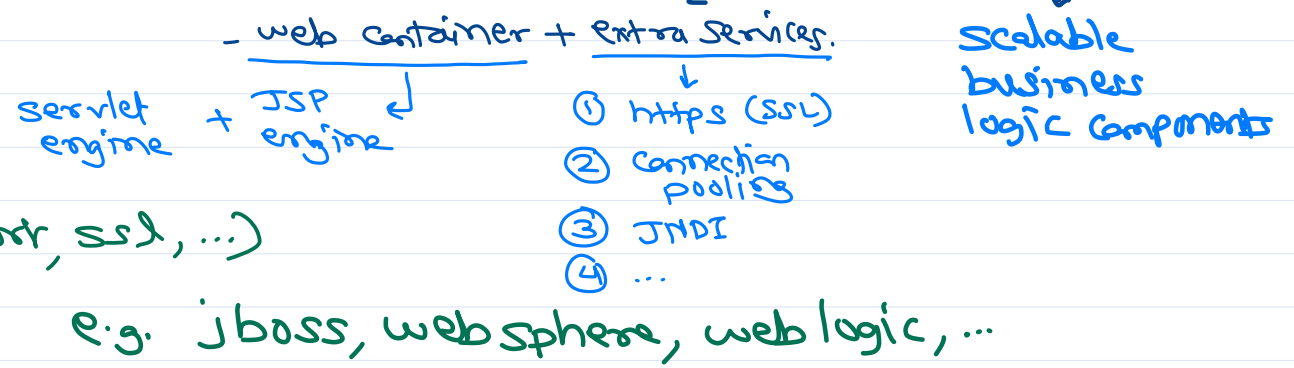 - web container + extra services.
servlet engine + JSP engine
① https (SSL)
② Connection pooling
③ JNDI
④ ...
scalable
business
logic components
, ssl, ...)
e.g. jboss, websphere, weblogic, ...